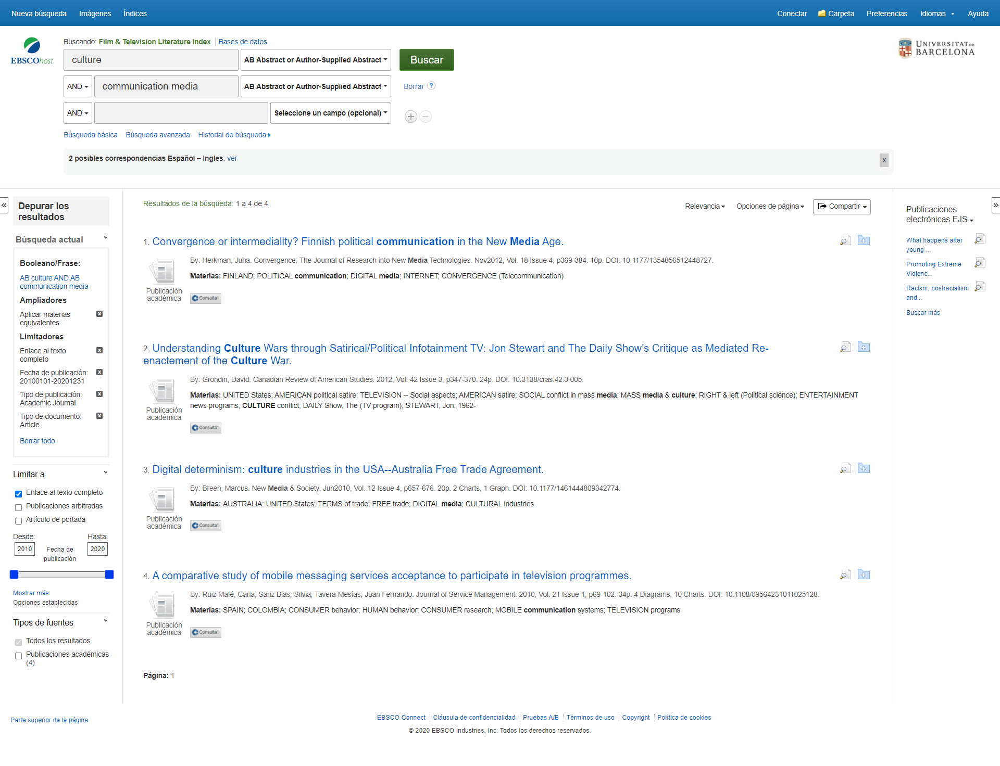 Nueva búsqueda Imágenes Índices Conectar Carpeta Preferencias Idiomas Ayuda
Buscando: Film & Television Literature Index Bases de datos
EBSCOhost
UNIVERSITAT DE
BARCELONA
culture AB Abstract or Author-Supplied Abstract Buscar
AND communication media AB Abstract or Author-Supplied Abstract Borrar ?
AND Seleccione un campo (opcional)
Búsqueda básica Búsqueda avanzada Historial de búsqueda
2 posibles correspondencias Español – Ingles: ver x
«
Depurar los
resultados
Búsqueda actual
Booleano/Frase:
AB culture AND AB
communication media
Ampliadores
Aplicar materias
equivalentes
Limitadores
Enlace al texto
completo
Fecha de publicación:
20100101-20201231
Tipo de publicación:
Academic Journal
Tipo de documento:
Article
Borrar todo
Limitar a
Enlace al texto completo
Publicaciones arbitradas
Artículo de portada
Desde: Hasta:
2010 Fecha de publicación 2020
Mostrar más
Opciones establecidas
Tipos de fuentes
Todos los resultados
Publicaciones académicas
(4)
Resultados de la búsqueda: 1 a 4 de 4
Relevancia Opciones de página Compartir
1. Convergence or intermediality? Finnish political communication in the New Media Age.
By: Herkman, Juha. Convergence: The Journal of Research into New Media Technologies. Nov2012, Vol. 18 Issue 4, p369-384. 16p. DOI: 10.1177/1354856512448727.
Materias: FINLAND; POLITICAL communication; DIGITAL media; INTERNET; CONVERGENCE (Telecommunication)
Publicación
académica
Consulta'l
2. Understanding Culture Wars through Satirical/Political Infotainment TV: Jon Stewart and The Daily Show's Critique as Mediated Re-
enactement of the Culture War.
By: Grondin, David. Canadian Review of American Studies. 2012, Vol. 42 Issue 3, p347-370. 24p. DOI: 10.3138/cras.42.3.005.
Materias: UNITED States; AMERICAN political satire; TELEVISION -- Social aspects; AMERICAN satire; SOCIAL conflict in mass media; MASS media & culture; RIGHT & left (Political science); ENTERTAINMENT
news programs; CULTURE conflict; DAILY Show, The (TV program); STEWART, Jon, 1962-
Publicación
académica
Consulta'l
3. Digital determinism: culture industries in the USA--Australia Free Trade Agreement.
By: Breen, Marcus. New Media & Society. Jun2010, Vol. 12 Issue 4, p657-676. 20p. 2 Charts, 1 Graph. DOI: 10.1177/1461444809342774.
Materias: AUSTRALIA; UNITED States; TERMS of trade; FREE trade; DIGITAL media; CULTURAL industries
Publicación
académica
Consulta'l
4. A comparative study of mobile messaging services acceptance to participate in television programmes.
By: Ruiz Mafé, Carla; Sanz Blas, Silvia; Tavera-Mesías, Juan Fernando. Journal of Service Management. 2010, Vol. 21 Issue 1, p69-102. 34p. 4 Diagrams, 10 Charts. DOI: 10.1108/09564231011025128.
Materias: SPAIN; COLOMBIA; CONSUMER behavior; HUMAN behavior; CONSUMER research; MOBILE communication systems; TELEVISION programs
Publicación
académica
Consulta'l
Página: 1
»
Publicaciones
electrónicas EJS
What happens after
young ...
Promoting Extreme
Violenc...
Racism, postracialism
and...
Buscar más
Parte superior de la página
EBSCO Connect Cláusula de confidencialidad Pruebas A/B Términos de uso Copyright Política de cookies
© 2020 EBSCO Industries, Inc. Todos los derechos reservados.